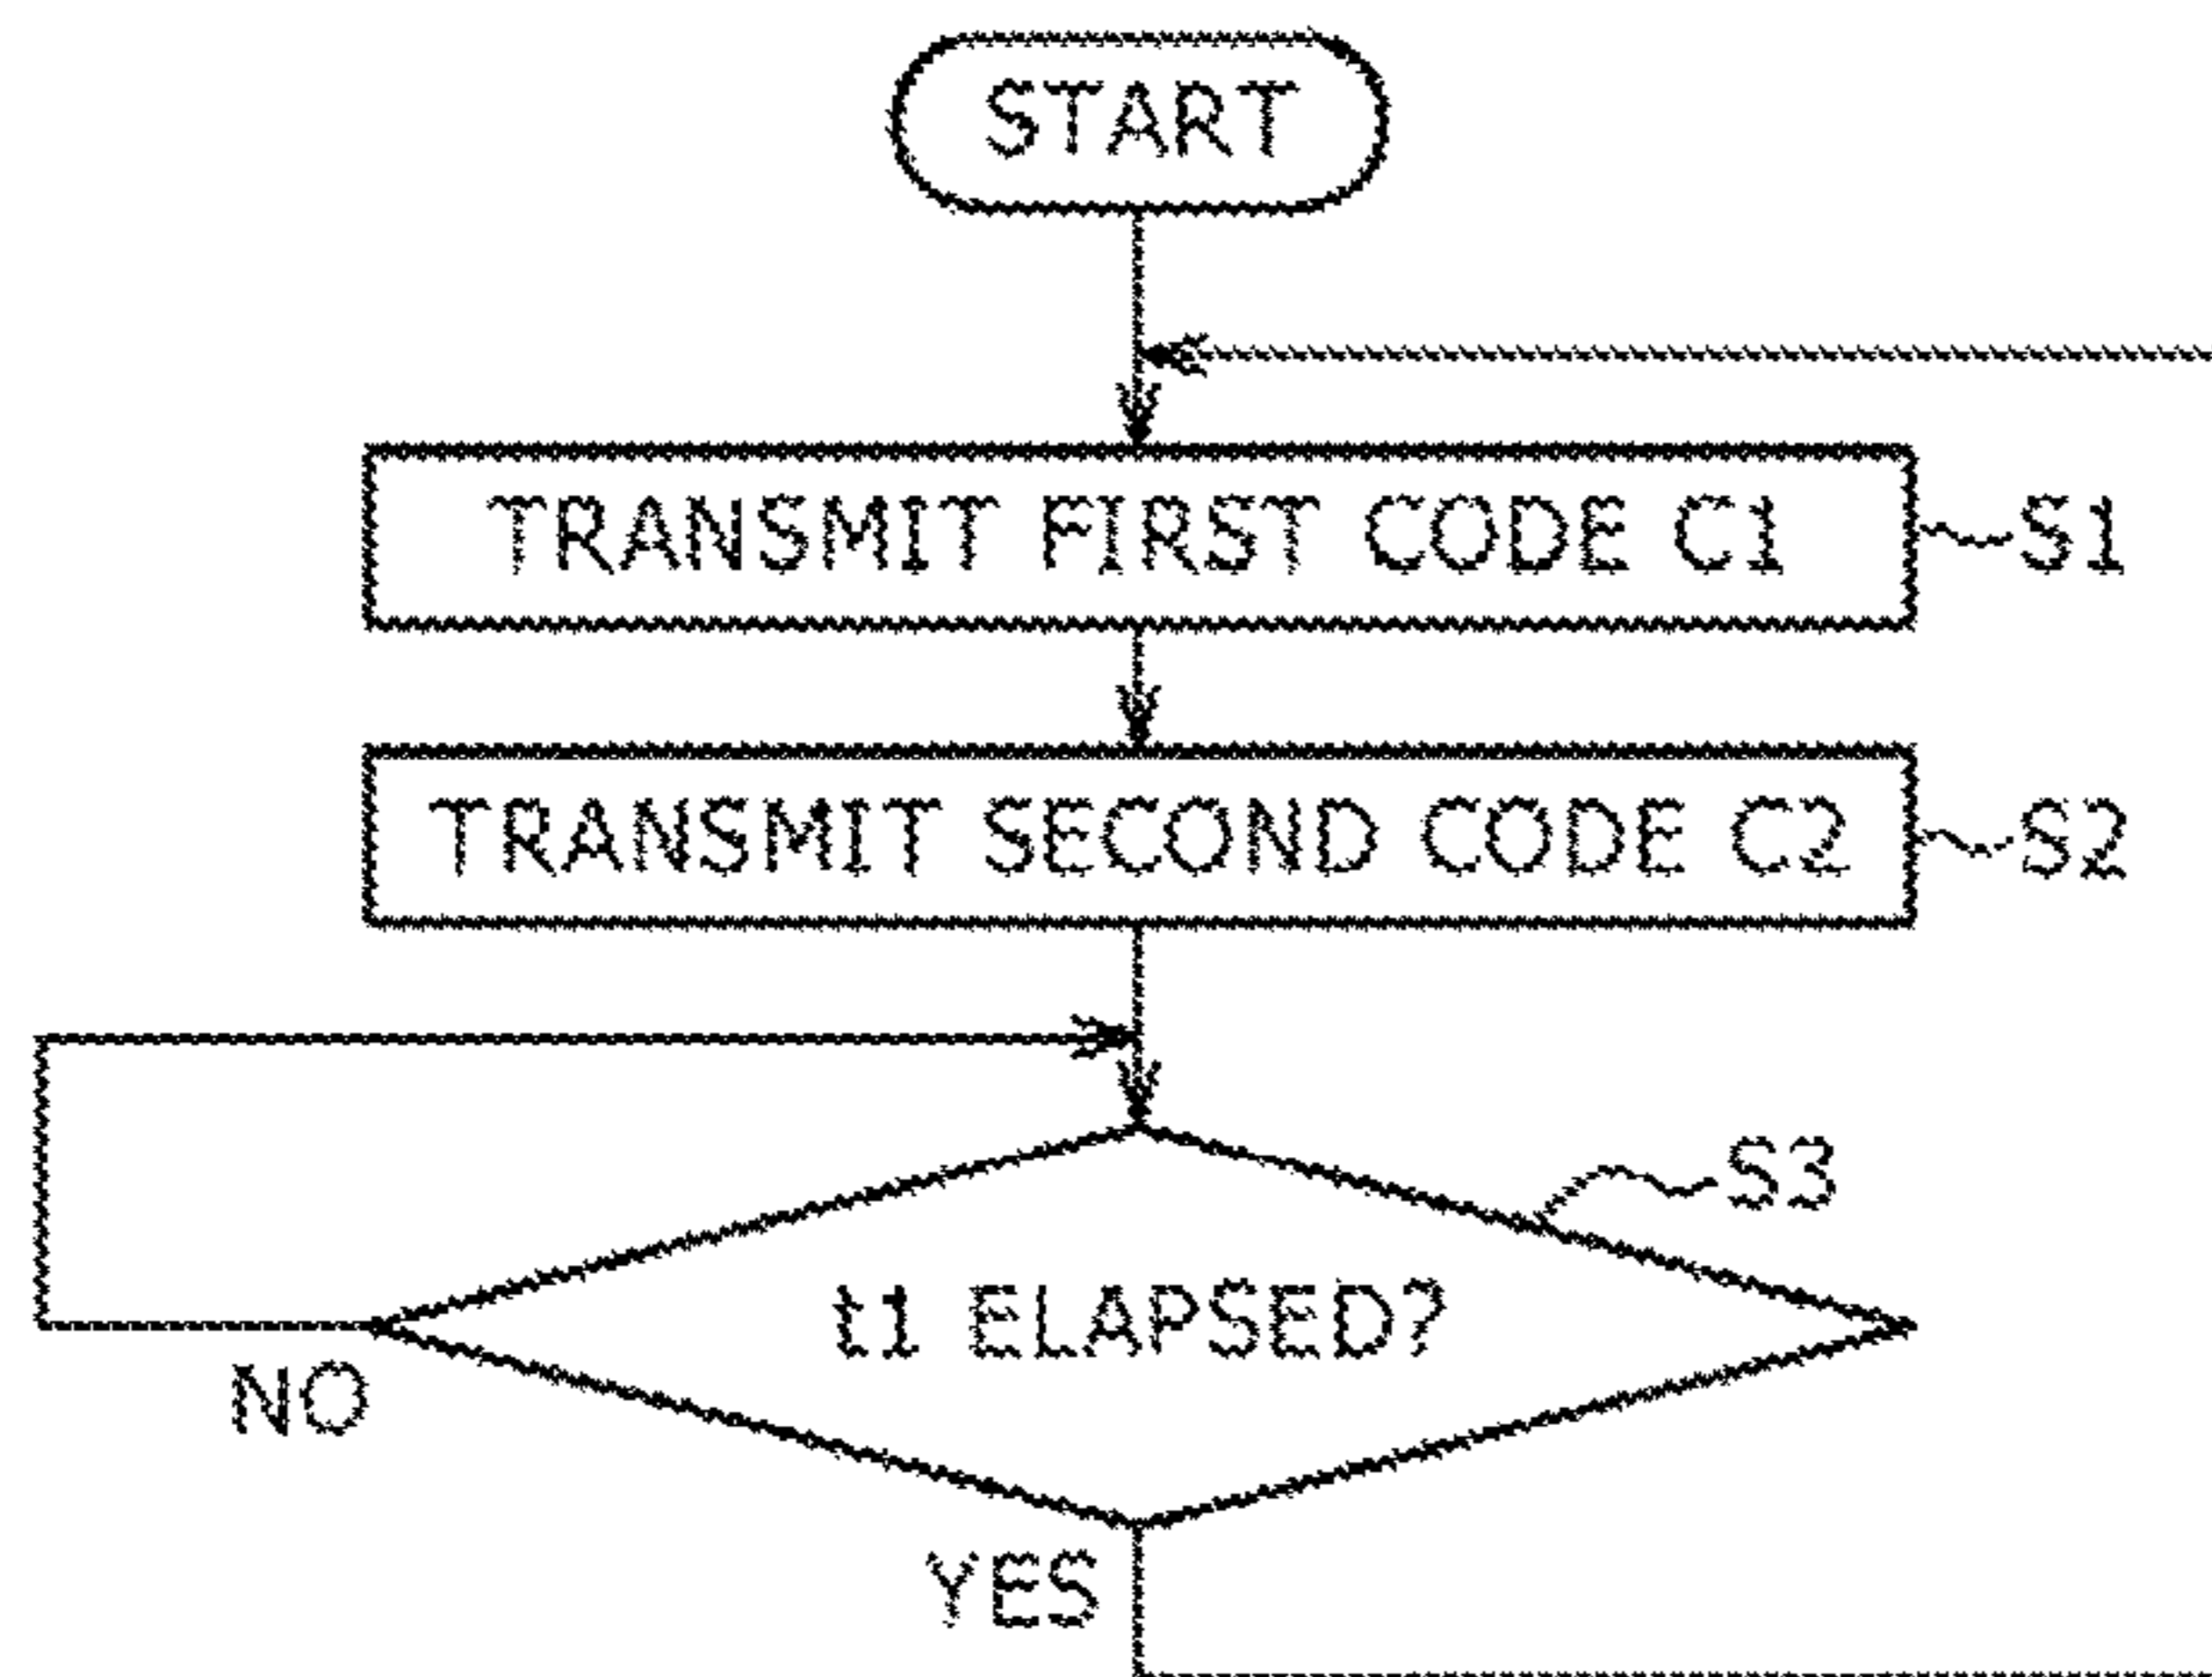 START
TRANSMIT FIRST CODE C1
S1
TRANSMIT SECOND CODE C2
S2
S3
t1 ELAPSED?
NO
YES